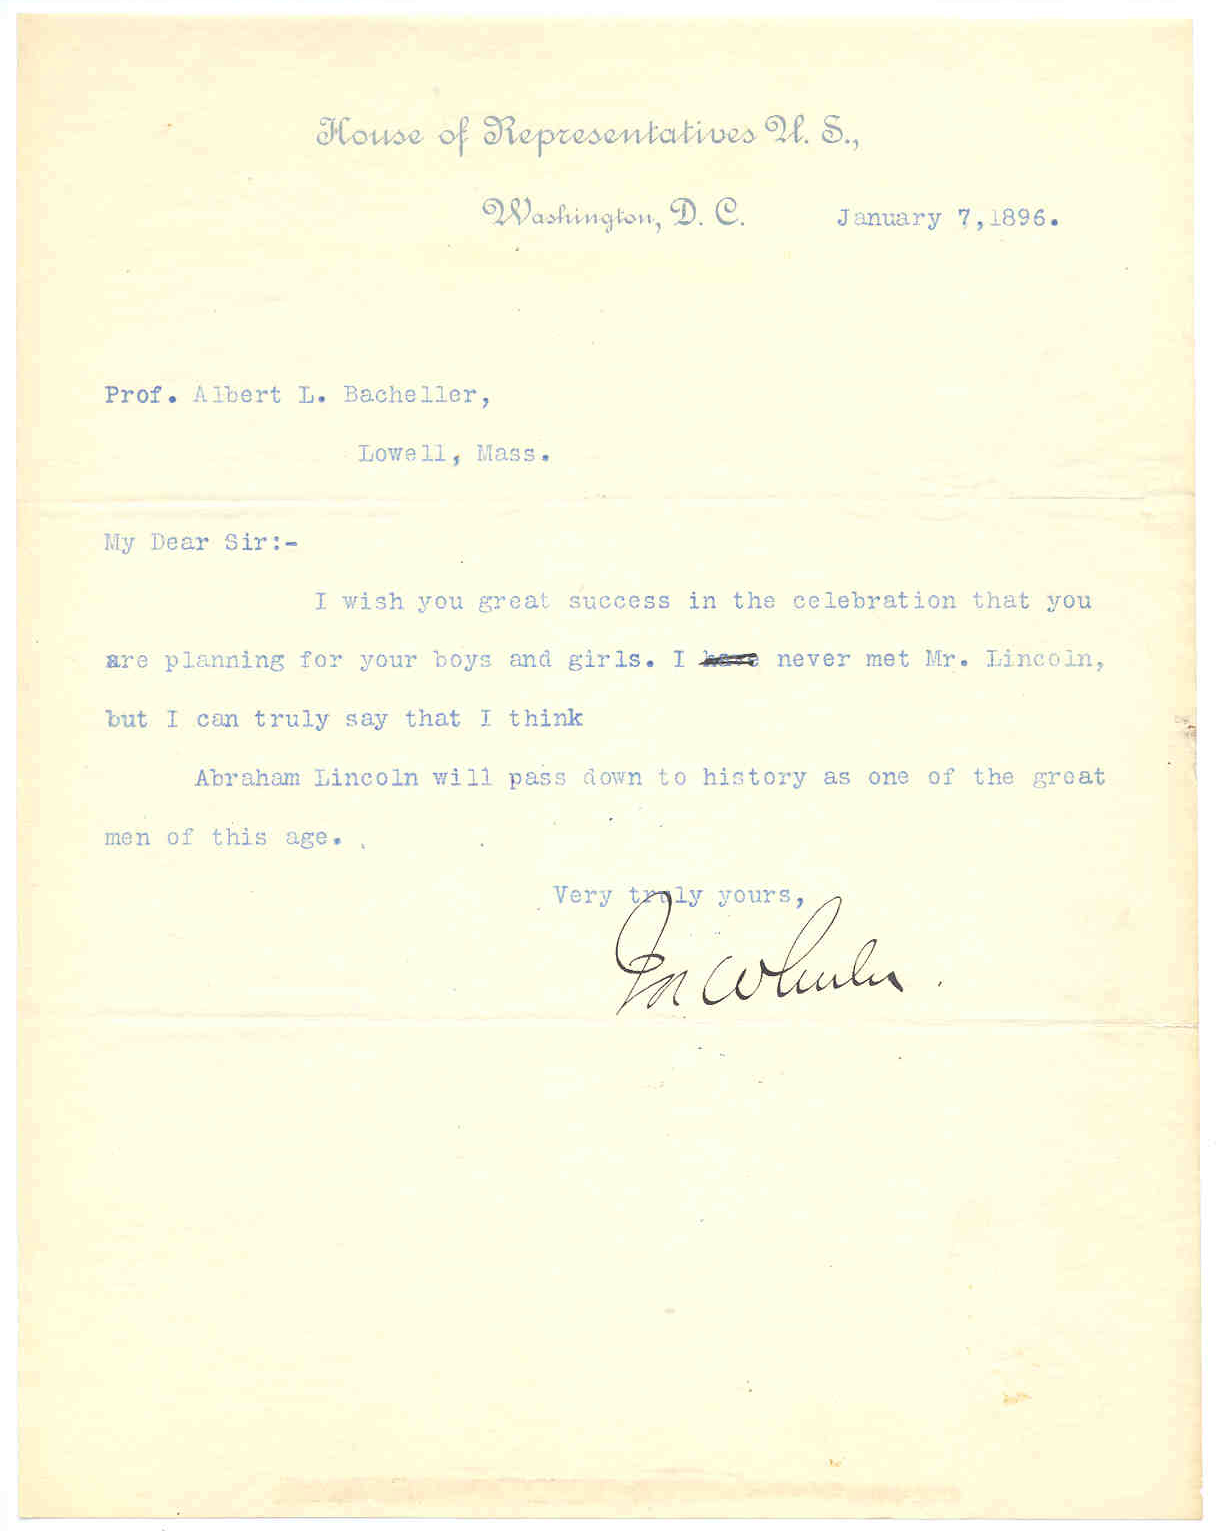 House of Representatives U. S.,
Washington, D. C. January 7, 1896.
Prof. Albert L. Bacheller,
Lowell, Mass.
My Dear Sir:-
I wish you great success in the celebration that you
are planning for your boys and girls. I have never met Mr. Lincoln,
but I can truly say that I think
Abraham Lincoln will pass down to history as one of the great
men of this age.
Very truly yours,
Jos Wheeler